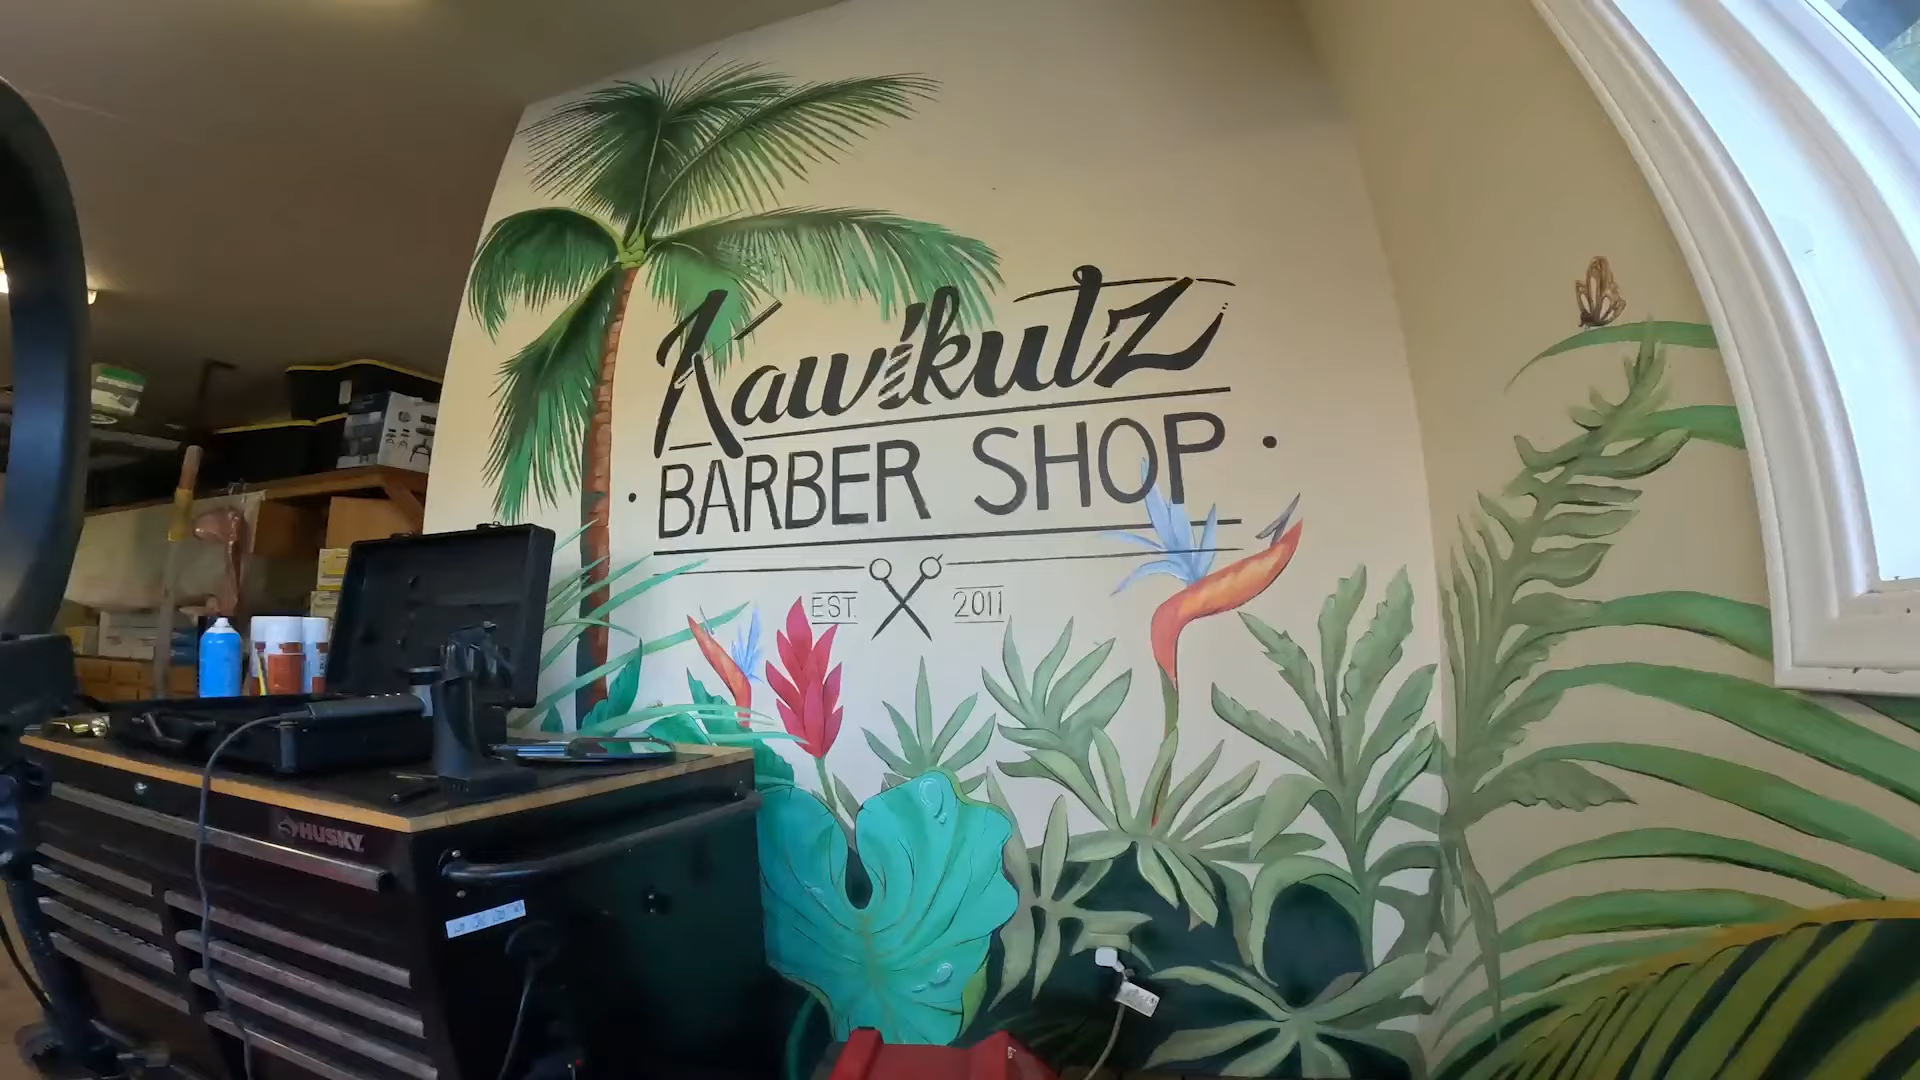 Kawikutz
· BARBER SHOP ·
EST. 2011
HUSKY